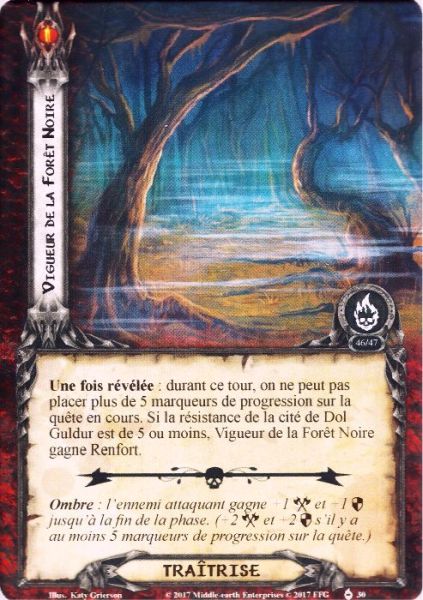 VIGUEUR DE LA FORÊT NOIRE
46/47
Une fois révélée : durant ce tour, on ne peut pas
placer plus de 5 marqueurs de progression sur la
quête en cours. Si la résistance de la cité de Dol
Guldur est de 5 ou moins, Vigueur de la Forêt Noire
gagne Renfort.
Ombre : l'ennemi attaquant gagne +1 et +1
jusqu'à la fin de la phase. (+2 et +2 s'il y a
au moins 5 marqueurs de progression sur la quête.)
TRAÎTRISE
Illus. Katy Grierson © 2017 Middle-earth Enterprises © 2017 FFG 30